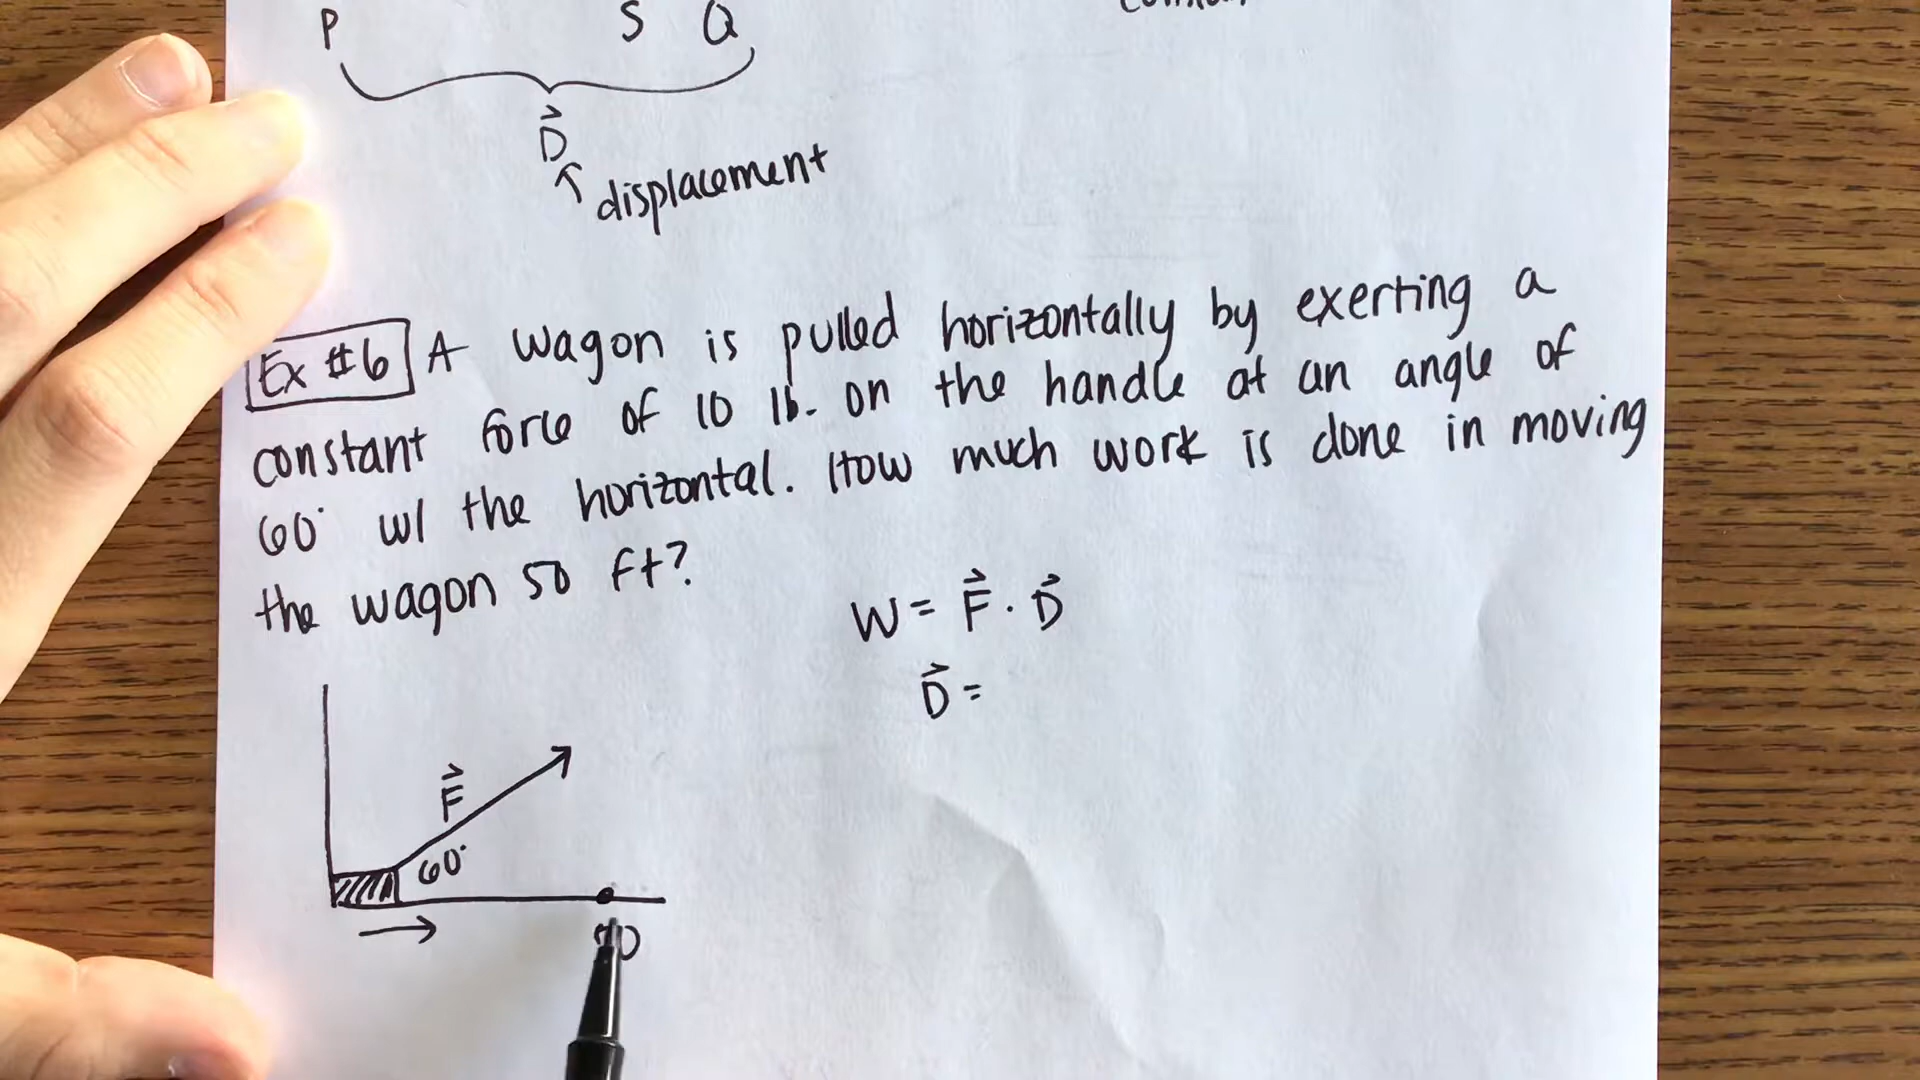 P S Q
D
displacement
Ex #6 A wagon is pulled horizontally by exerting a
constant force of 10 lb. on the handle at an angle of
60° w/ the horizontal. How much work is done in moving
the wagon 50 ft?
W = F⃗ · D⃗
D⃗ =
F⃗
60°